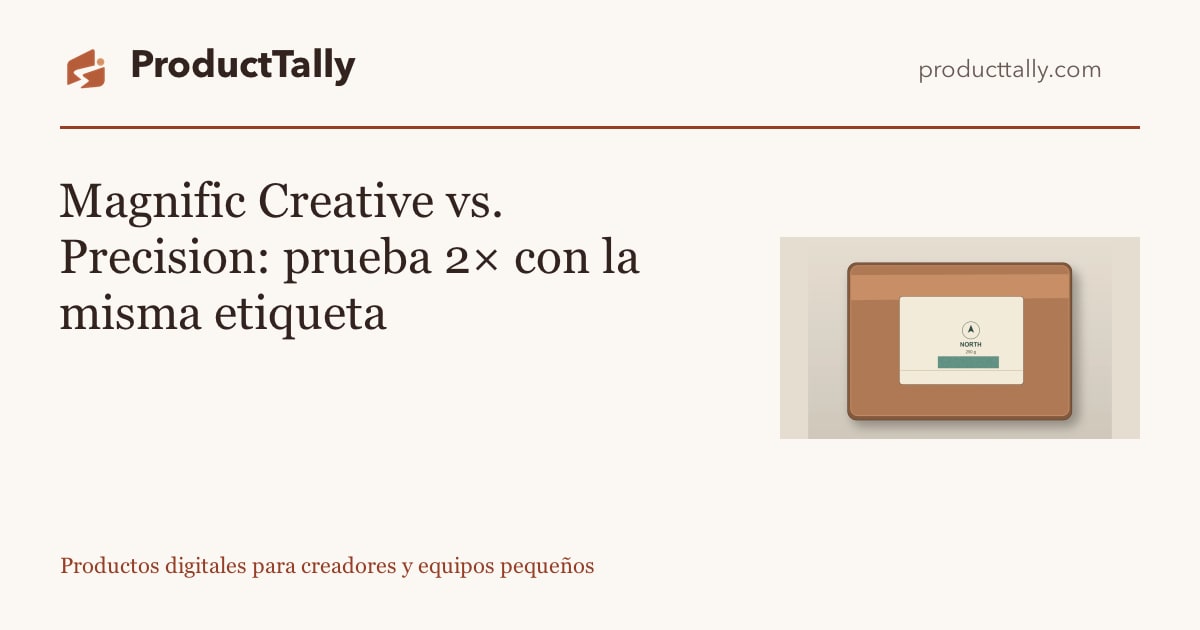 ProductTally
producttally.com
Magnific Creative vs.
Precision: prueba 2× con la
misma etiqueta
NORTH
250 g
Productos digitales para creadores y equipos pequeños